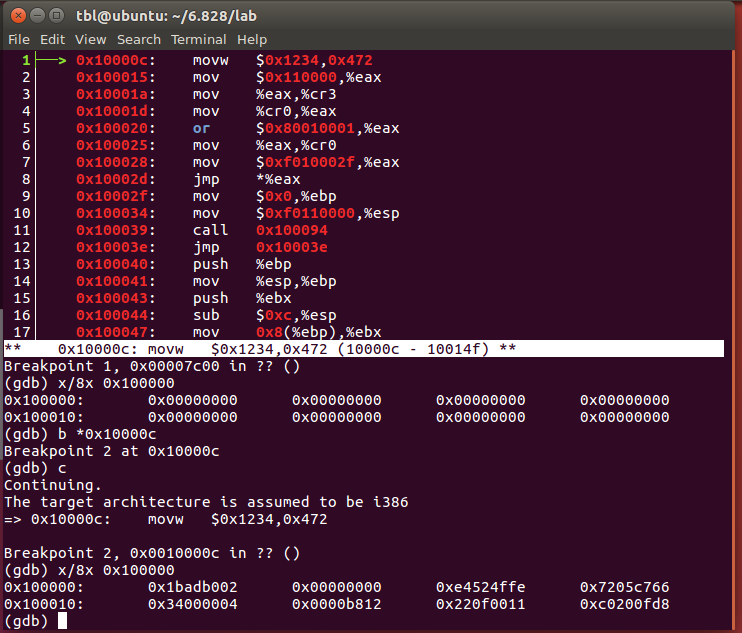 tbl@ubuntu: ~/6.828/lab
File Edit View Search Terminal Help
1 ──> 0x10000c: movw $0x1234,0x472
2 0x100015: mov $0x110000,%eax
3 0x10001a: mov %eax,%cr3
4 0x10001d: mov %cr0,%eax
5 0x100020: or $0x80010001,%eax
6 0x100025: mov %eax,%cr0
7 0x100028: mov $0xf010002f,%eax
8 0x10002d: jmp *%eax
9 0x10002f: mov $0x0,%ebp
10 0x100034: mov $0xf0110000,%esp
11 0x100039: call 0x100094
12 0x10003e: jmp 0x10003e
13 0x100040: push %ebp
14 0x100041: mov %esp,%ebp
15 0x100043: push %ebx
16 0x100044: sub $0xc,%esp
17 0x100047: mov 0x8(%ebp),%ebx
** 0x10000c: movw $0x1234,0x472 (10000c - 10014f) **
Breakpoint 1, 0x00007c00 in ?? ()
(gdb) x/8x 0x100000
0x100000: 0x00000000 0x00000000 0x00000000 0x00000000
0x100010: 0x00000000 0x00000000 0x00000000 0x00000000
(gdb) b *0x10000c
Breakpoint 2 at 0x10000c
(gdb) c
Continuing.
The target architecture is assumed to be i386
=> 0x10000c: movw $0x1234,0x472
Breakpoint 2, 0x0010000c in ?? ()
(gdb) x/8x 0x100000
0x100000: 0x1badb002 0x00000000 0xe4524ffe 0x7205c766
0x100010: 0x34000004 0x0000b812 0x220f0011 0xc0200fd8
(gdb)